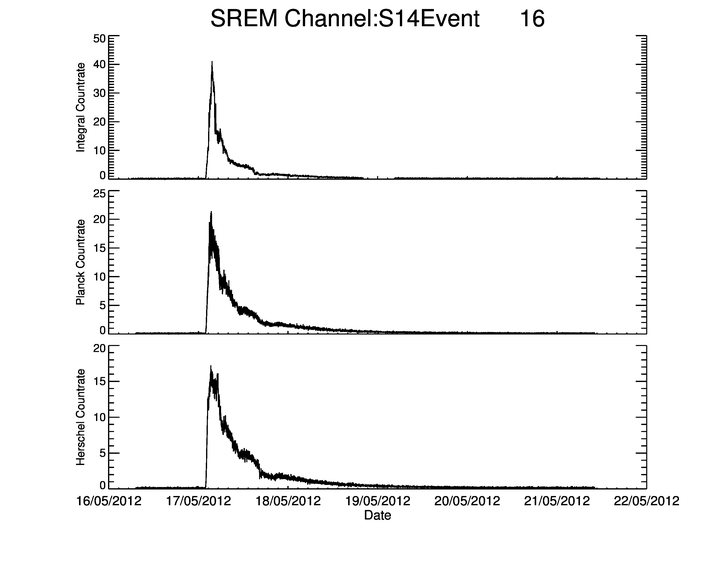 SREM Channel:S14Event 16
50
40
30
20
10
0
Integral Countrate
25
20
15
10
5
0
Planck Countrate
20
15
10
5
0
Herschel Countrate
16/05/2012 17/05/2012 18/05/2012 19/05/2012 20/05/2012 21/05/2012 22/05/2012
Date